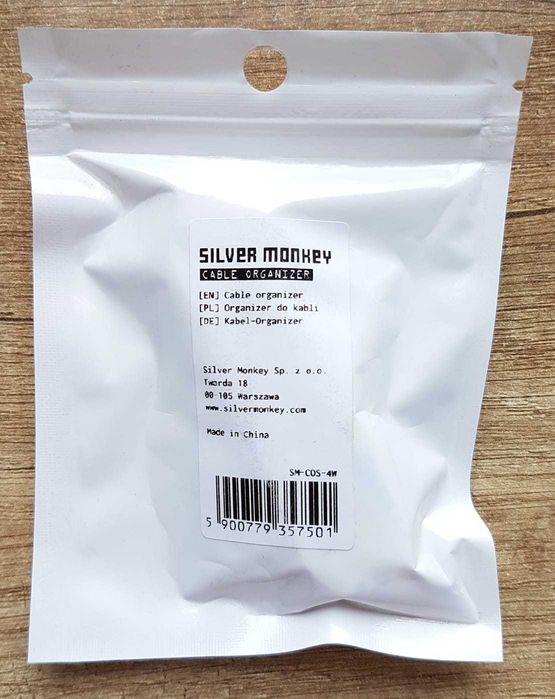 SILVER MONKEY
CABLE ORGANIZER
[EN] Cable organizer
[PL] Organizer do kabli
[DE] Kabel-Organizer
Silver Monkey Sp. z o.o.
Twarda 18
00-105 Warszawa
www.silvermonkey.com
Made in China
SM-COS-4W
5 900779 357501